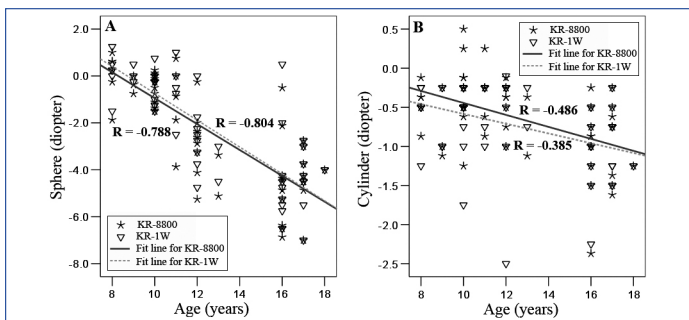 A
2.0
0.0
-2.0
-4.0
-6.0
-8.0
Sphere (diopter)
R = -0.788
R = -0.804
KR-8800
KR-1W
Fit line for KR-8800
Fit line for KR-1W
8 10 12 14 16 18
Age (years)
B
0.5
0.0
-0.5
-1.0
-1.5
-2.0
-2.5
Cylinder (diopter)
KR-8800
KR-1W
Fit line for KR-8800
Fit line for KR-1W
R = -0.486
R = -0.385
8 10 12 14 16 18
Age (years)